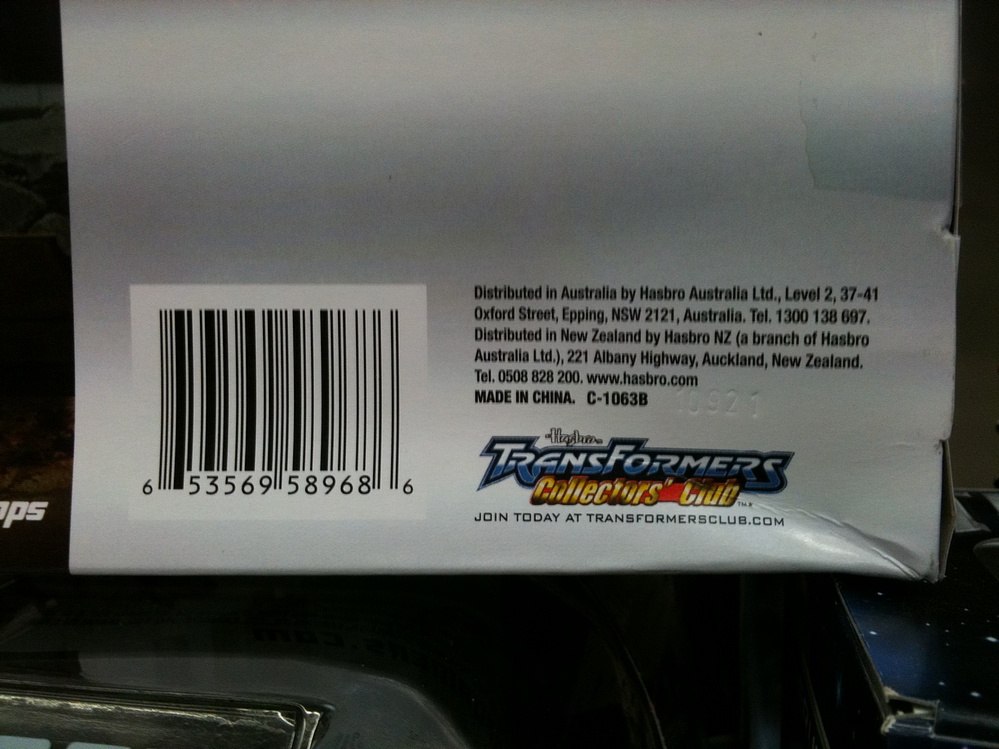 Distributed in Australia by Hasbro Australia Ltd., Level 2, 37-41
Oxford Street, Epping, NSW 2121, Australia. Tel. 1300 138 697.
Distributed in New Zealand by Hasbro NZ (a branch of Hasbro
Australia Ltd.), 221 Albany Highway, Auckland, New Zealand.
Tel. 0508 828 200. www.hasbro.com
MADE IN CHINA. C-1063B 10921
Hasbro
TRANSFORMERS
Collectors' Club TM
JOIN TODAY AT TRANSFORMERSCLUB.COM
6 53569 58968 6
ops